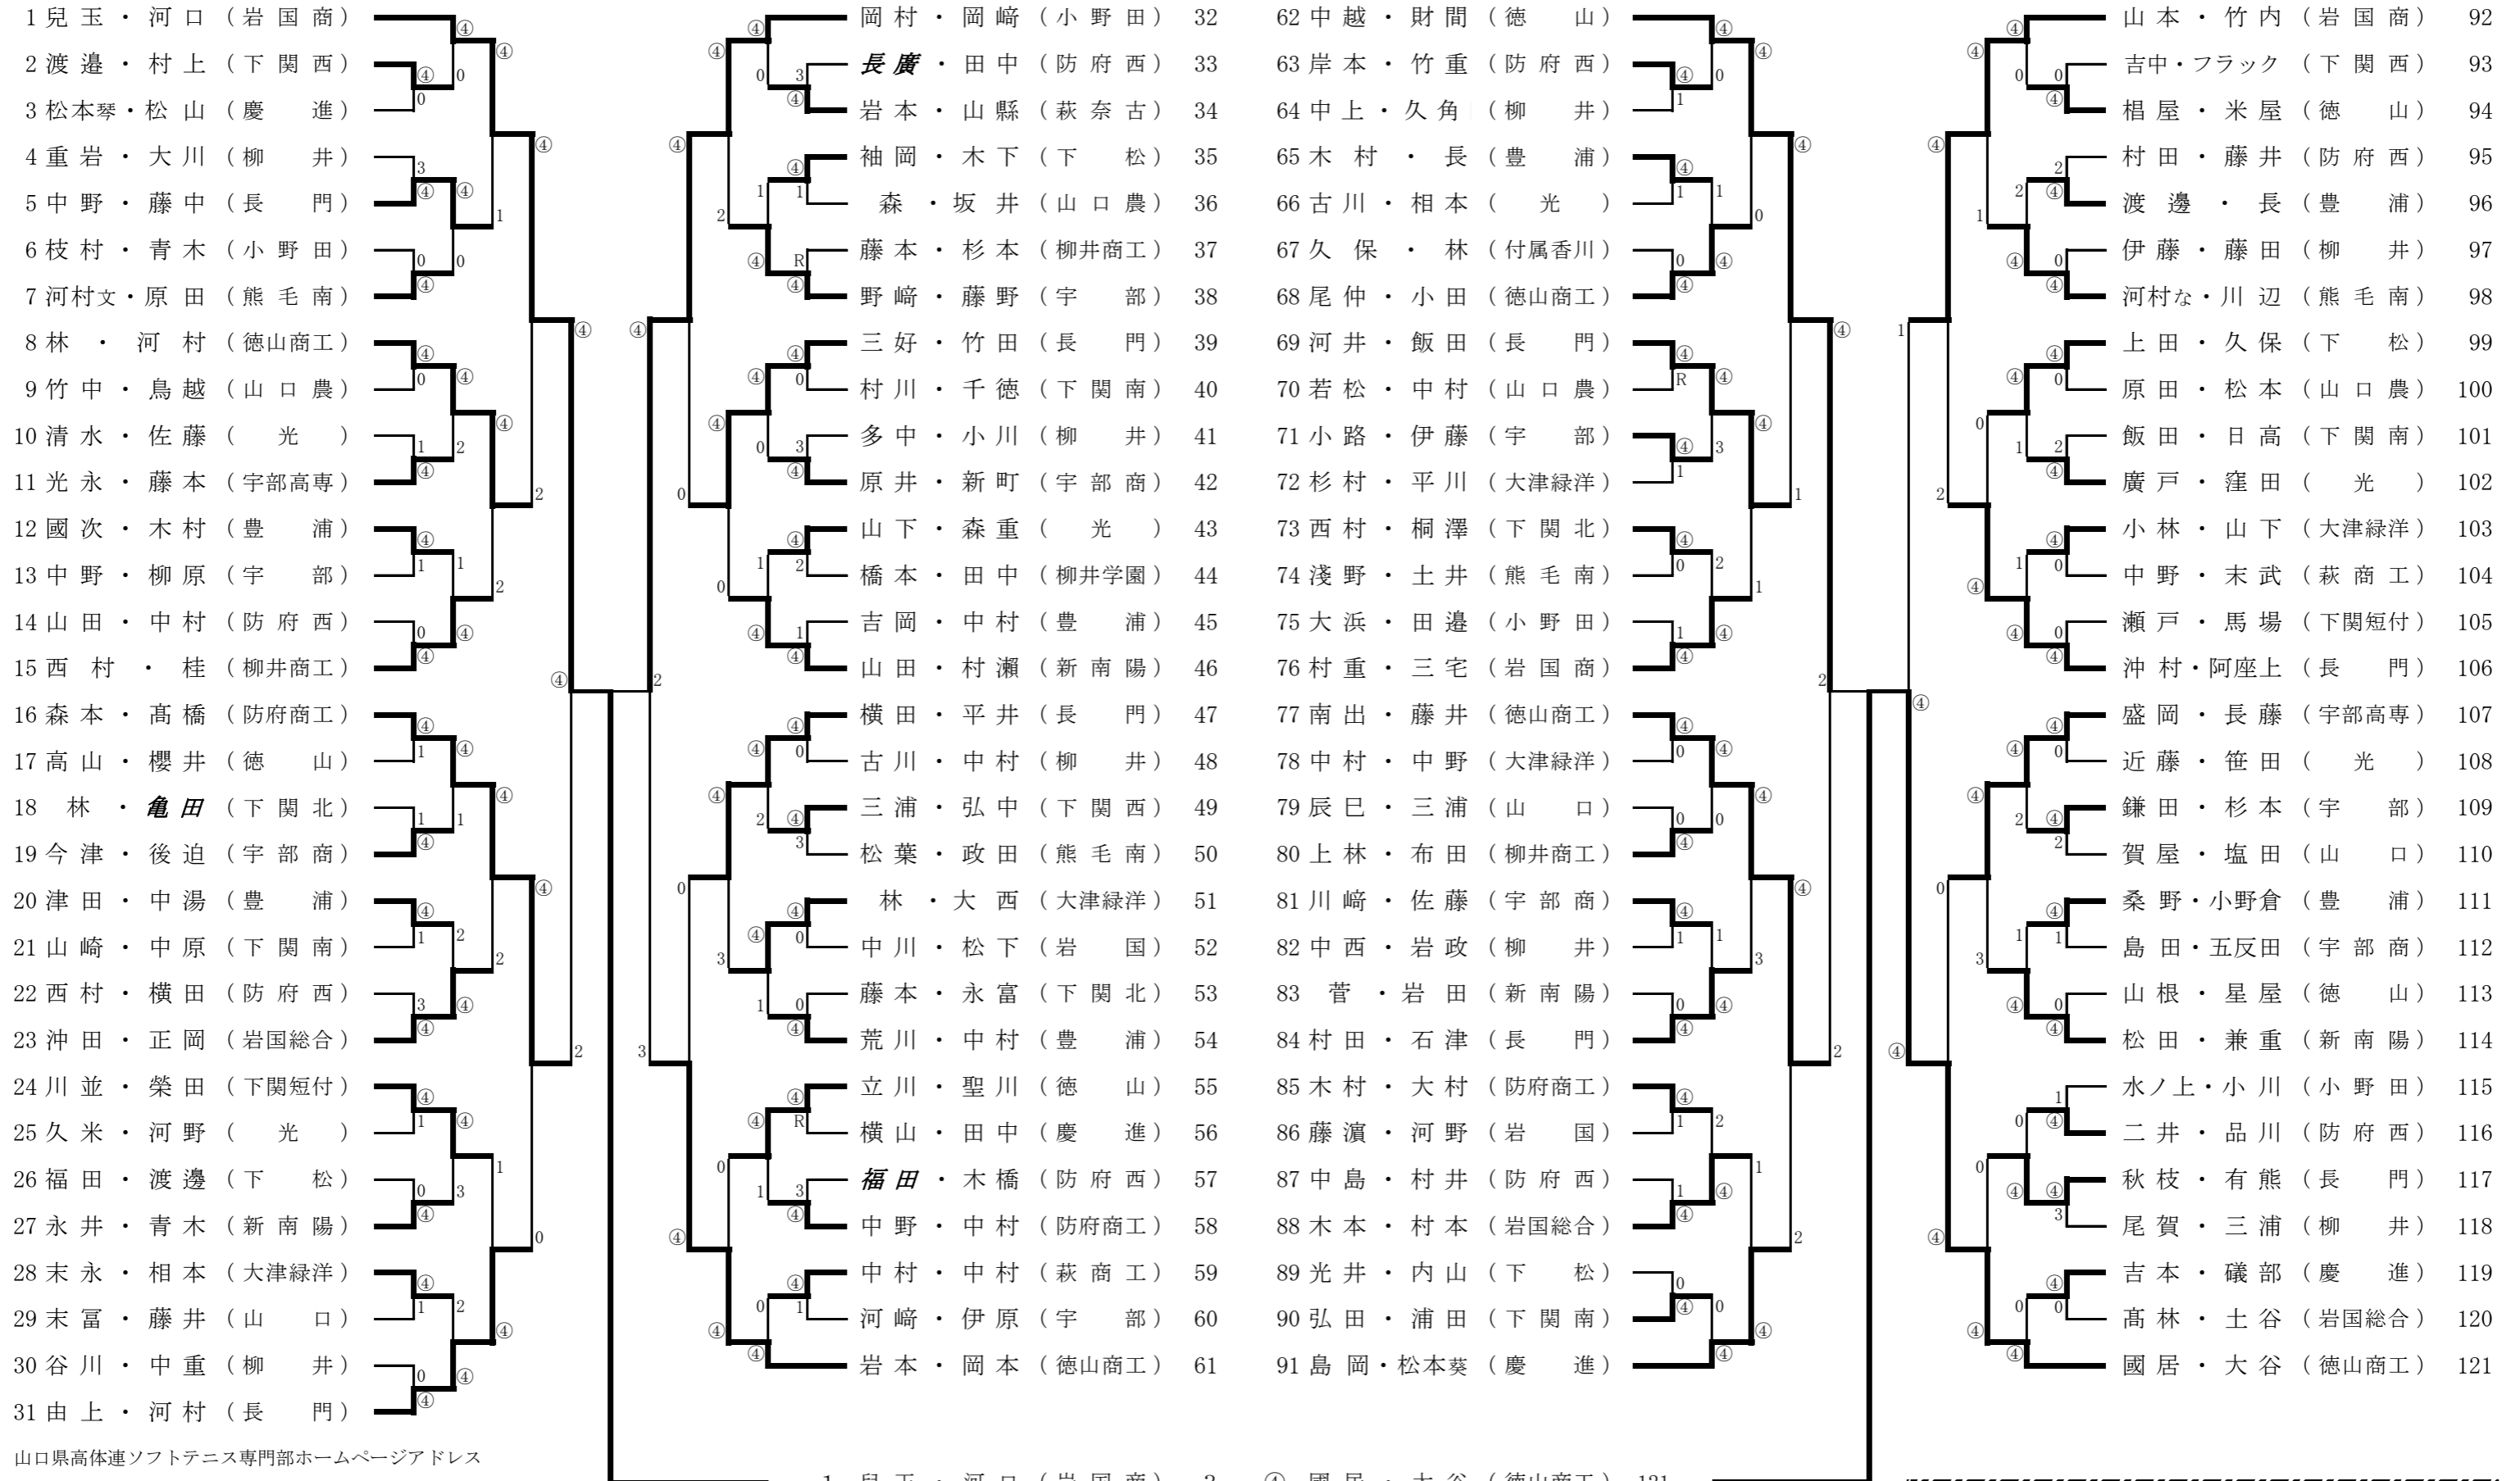 1 兒玉・河口 （岩国商）
2 渡邉・村上 （下関西）
3 松本琴・松山 （慶進）
4 重岩・大川 （柳井）
5 中野・藤中 （長門）
6 枝村・青木 （小野田）
7 河村文・原田 （熊毛南）
8 林・河村 （徳山商工）
9 竹中・鳥越 （山口農）
10 清水・佐藤 （光）
11 光永・藤本 （宇部高専）
12 國次・木村 （豊浦）
13 中野・柳原 （宇部）
14 山田・中村 （防府西）
15 西村・桂 （柳井商工）
16 森本・髙橋 （防府商工）
17 高山・櫻井 （徳山）
18 林・亀田 （下関北）
19 今津・後迫 （宇部商）
20 津田・中湯 （豊浦）
21 山崎・中原 （下関南）
22 西村・横田 （防府西）
23 沖田・正岡 （岩国総合）
24 川並・榮田 （下関短付）
25 久米・河野 （光）
26 福田・渡邊 （下松）
27 永井・青木 （新南陽）
28 末永・相本 （大津緑洋）
29 末冨・藤井 （山口）
30 谷川・中重 （柳井）
31 由上・河村 （長門）
山口県高体連ソフトテニス専門部ホームページアドレス
岡村・岡﨑 （小野田） 32
長廣・田中 （防府西） 33
岩本・山縣 （萩奈古） 34
袖岡・木下 （下松） 35
森・坂井 （山口農） 36
藤本・杉本 （柳井商工） 37
野﨑・藤野 （宇部） 38
三好・竹田 （長門） 39
村川・千徳 （下関南） 40
多中・小川 （柳井） 41
原井・新町 （宇部商） 42
山下・森重 （光） 43
橋本・田中 （柳井学園） 44
吉岡・中村 （豊浦） 45
山田・村瀬 （新南陽） 46
横田・平井 （長門） 47
古川・中村 （柳井） 48
三浦・弘中 （下関西） 49
松葉・政田 （熊毛南） 50
林・大西 （大津緑洋） 51
中川・松下 （岩国） 52
藤本・永富 （下関北） 53
荒川・中村 （豊浦） 54
立川・聖川 （徳山） 55
横山・田中 （慶進） 56
福田・木橋 （防府西） 57
中野・中村 （防府商工） 58
中村・中村 （萩商工） 59
河﨑・伊原 （宇部） 60
岩本・岡本 （徳山商工） 61
62 中越・財間 （徳山）
63 岸本・竹重 （防府西）
64 中上・久角 （柳井）
65 木村・長 （豊浦）
66 古川・相本 （光）
67 久保・林 （付属香川）
68 尾仲・小田 （徳山商工）
69 河井・飯田 （長門）
70 若松・中村 （山口農）
71 小路・伊藤 （宇部）
72 杉村・平川 （大津緑洋）
73 西村・桐澤 （下関北）
74 淺野・土井 （熊毛南）
75 大浜・田邉 （小野田）
76 村重・三宅 （岩国商）
77 南出・藤井 （徳山商工）
78 中村・中野 （大津緑洋）
79 辰巳・三浦 （山口）
80 上林・布田 （柳井商工）
81 川﨑・佐藤 （宇部商）
82 中西・岩政 （柳井）
83 菅・岩田 （新南陽）
84 村田・石津 （長門）
85 木村・大村 （防府商工）
86 藤濵・河野 （岩国）
87 中島・村井 （防府西）
88 木本・村本 （岩国総合）
89 光井・内山 （下松）
90 弘田・浦田 （下関南）
91 島岡・松本葵 （慶進）
山本・竹内 （岩国商） 92
吉中・フラック （下関西） 93
椙屋・米屋 （徳山） 94
村田・藤井 （防府西） 95
渡邊・長 （豊浦） 96
伊藤・藤田 （柳井） 97
河村な・川辺 （熊毛南） 98
上田・久保 （下松） 99
原田・松本 （山口農） 100
飯田・日高 （下関南） 101
廣戸・窪田 （光） 102
小林・山下 （大津緑洋） 103
中野・末武 （萩商工） 104
瀬戸・馬場 （下関短付） 105
沖村・阿座上 （長門） 106
盛岡・長藤 （宇部高専） 107
近藤・笹田 （光） 108
鎌田・杉本 （宇部） 109
賀屋・塩田 （山口） 110
桑野・小野倉 （豊浦） 111
島田・五反田 （宇部商） 112
山根・星屋 （徳山） 113
松田・兼重 （新南陽） 114
水ノ上・小川 （小野田） 115
二井・品川 （防府西） 116
秋枝・有熊 （長門） 117
尾賀・三浦 （柳井） 118
吉本・礒部 （慶進） 119
髙林・土谷 （岩国総合） 120
國居・大谷 （徳山商工） 121